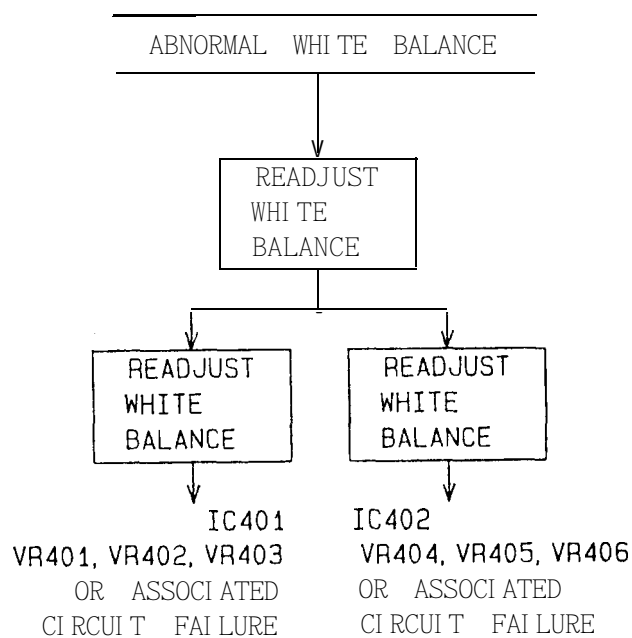 ABNORMAL WHITE BALANCE
READJUST
WHITE
BALANCE
READJUST
WHITE
BALANCE
READJUST
WHITE
BALANCE
IC401
VR401, VR402, VR403
OR ASSOCIATED
CIRCUIT FAILURE
IC402
VR404, VR405, VR406
OR ASSOCIATED
CIRCUIT FAILURE